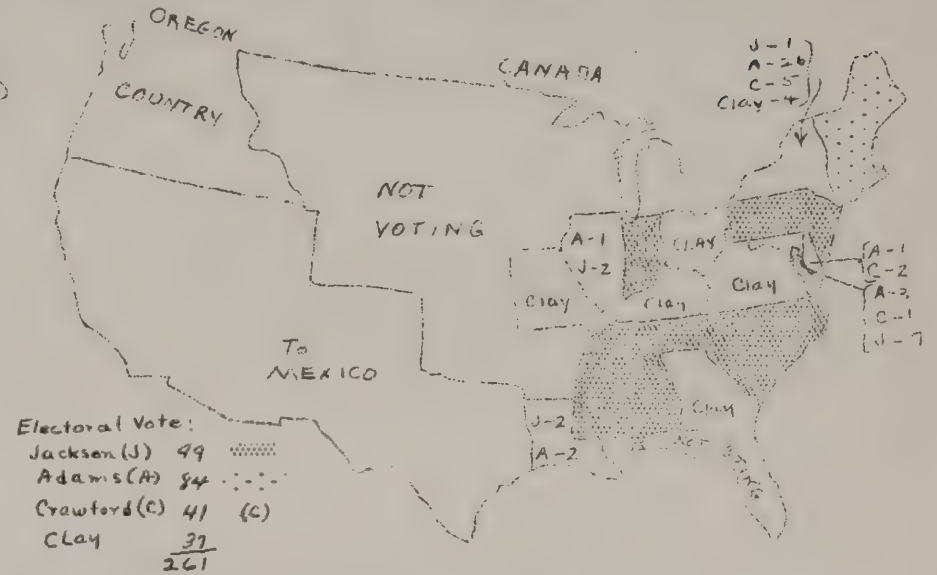 OREGON
COUNTRY
CANADA
J-1
A-26
C-5
Clay-4
NOT
VOTING
A-1
J-2
CLAY
Clay
Clay
Clay
A-1
C-2
A-3
C-1
J-7
To
MEXICO
Clay
J-2
A-2
Electoral Vote:
Jackson (J) 99
Adams (A) 84
Crawford (C) 41 (C)
CLay 37
261